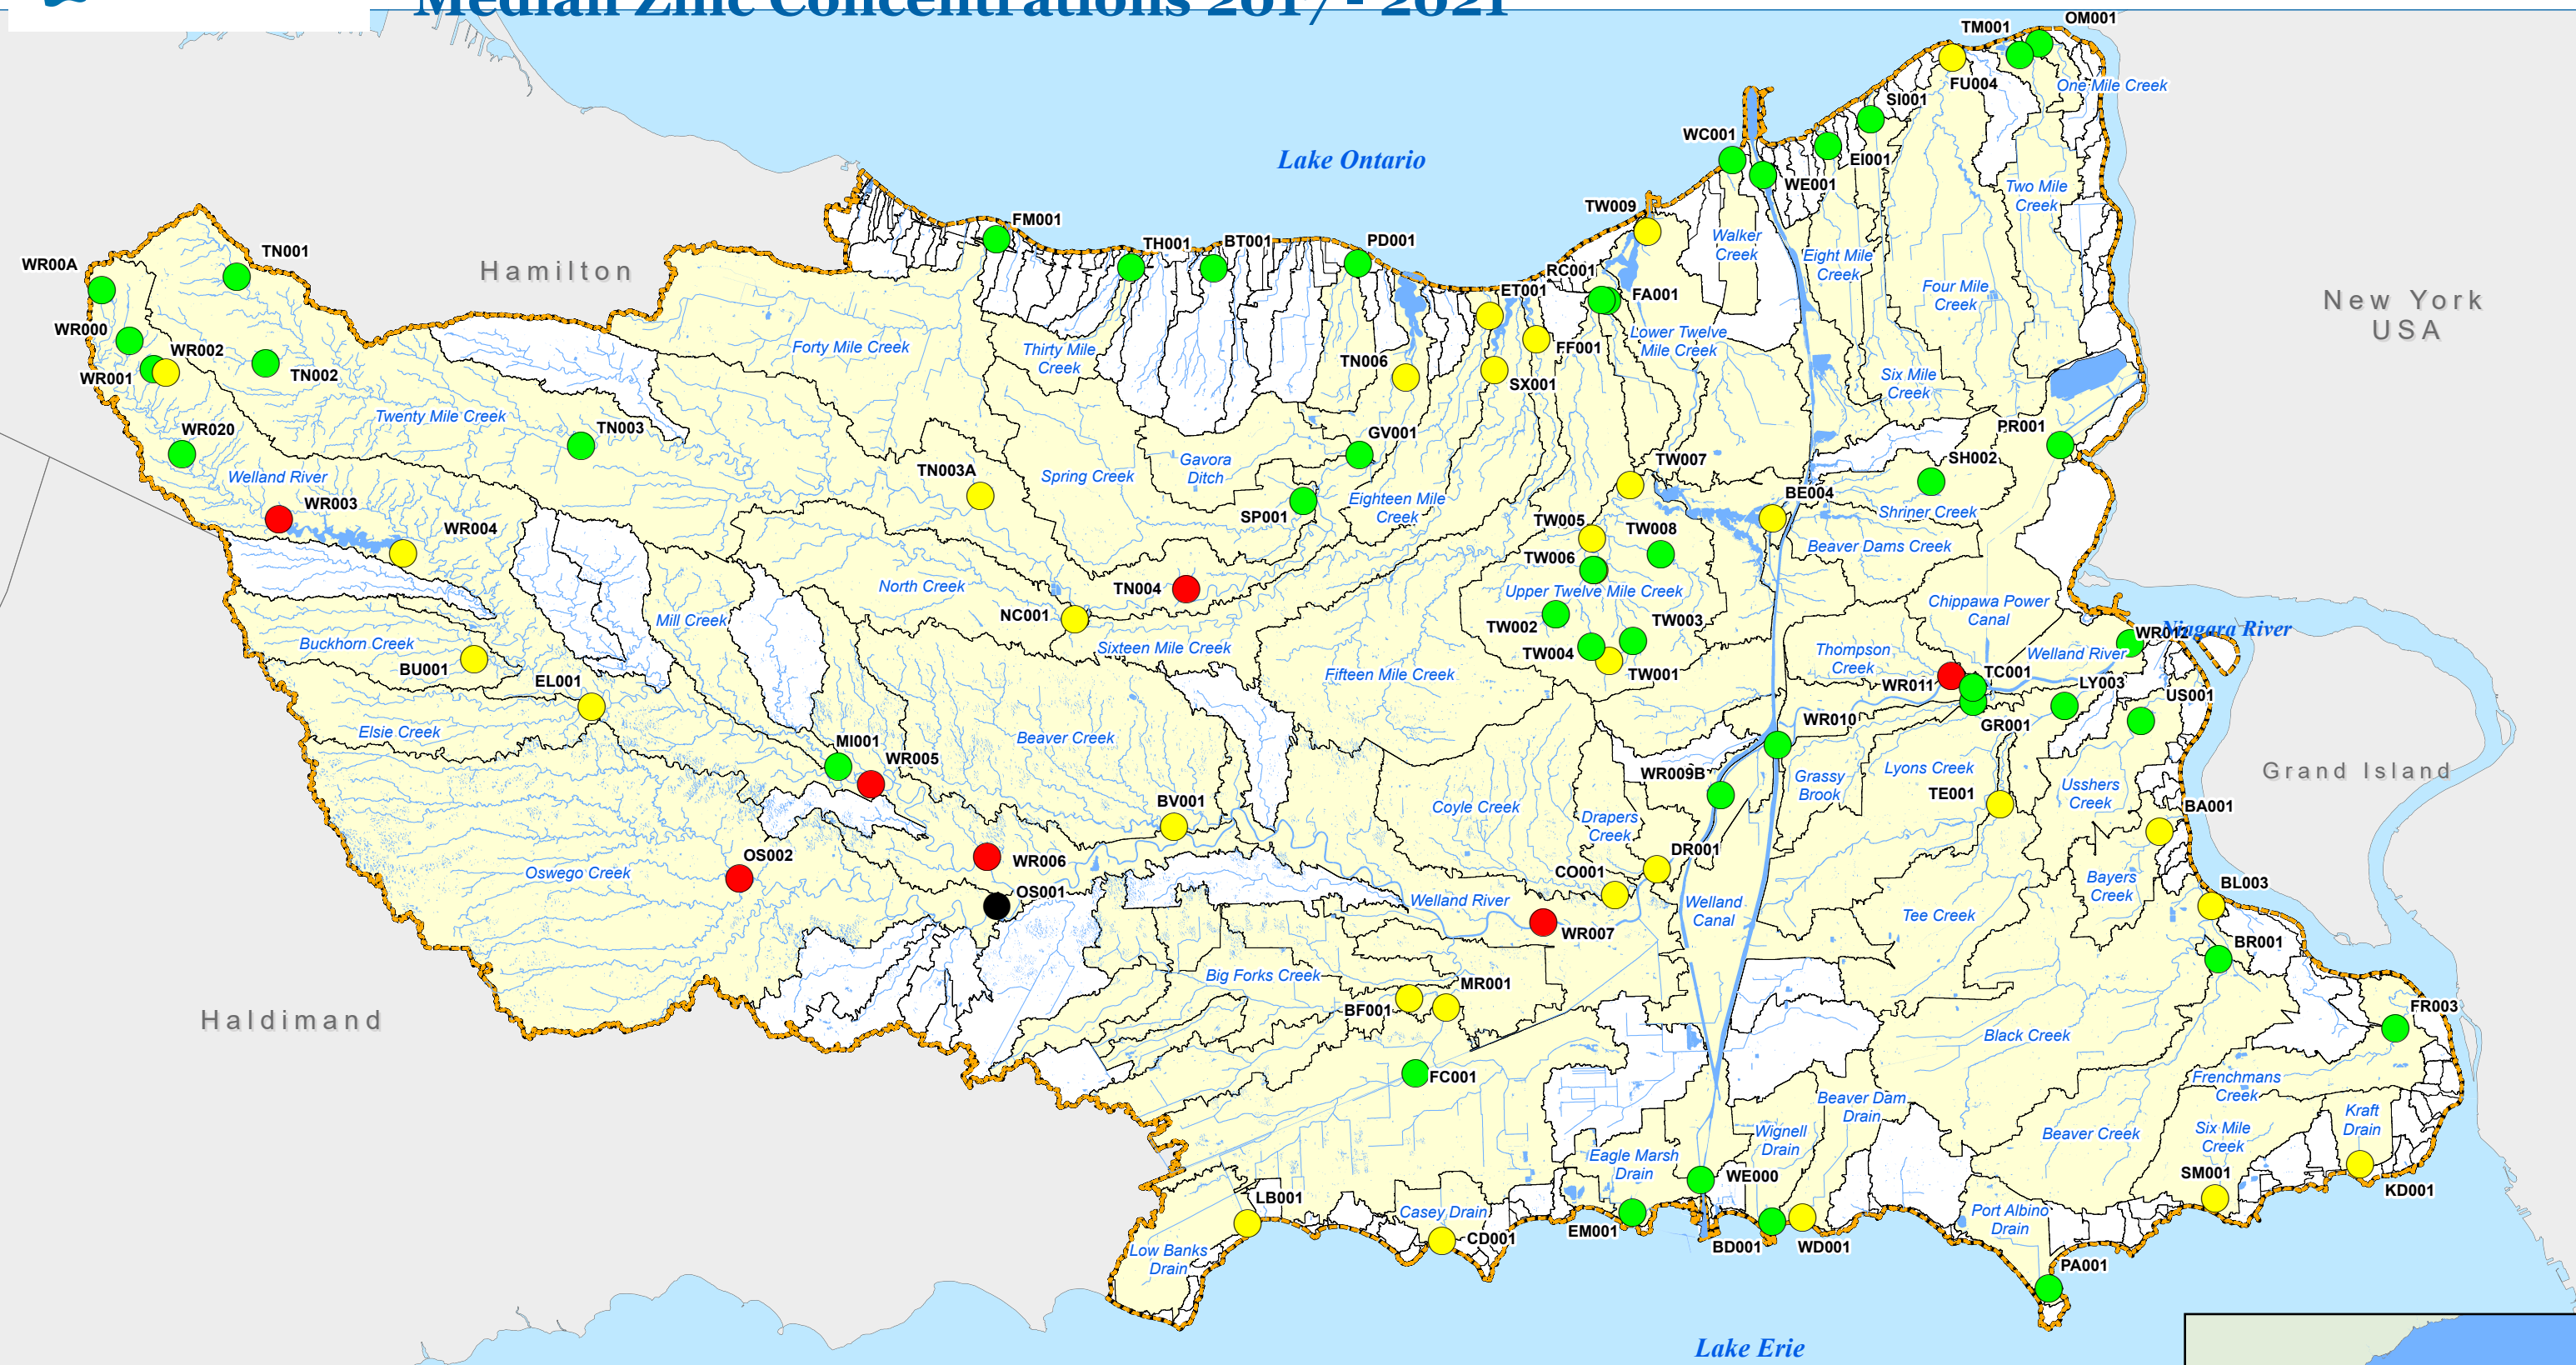 Median Zinc Concentrations 2017 - 2021
OM001
TM001
FU004
One Mile Creek
SI001
WC001
EI001
Lake Ontario
WE001
Two Mile
Creek
TW009
FM001
Walker
Creek
TH001
BT001
PD001
Eight Mile
Creek
TN001
WR00A
Hamilton
RC001
ET001
FA001
Four Mile
Creek
New York
USA
WR000
Lower Twelve
Mile Creek
Forty Mile Creek
Thirty Mile
Creek
FF001
WR002
WR001
TN002
TN006
SX001
Six Mile
Creek
Twenty Mile Creek
WR020
TN003
GV001
PR001
Gavora
Ditch
TN003A
Spring Creek
TW007
SH002
Welland River
WR003
Eighteen Mile
Creek
BE004
SP001
Shriner Creek
WR004
TW005
TW008
Beaver Dams Creek
TW006
North Creek
TN004
Upper Twelve Mile Creek
Chippawa Power
Canal
NC001
Mill Creek
TW002
TW003
Niagara River
WR012
Buckhorn Creek
Sixteen Mile Creek
TW004
Thompson
Creek
Welland River
BU001
Fifteen Mile Creek
TW001
TC001
WR011
EL001
LY003
US001
Elsie Creek
MI001
Beaver Creek
WR010
GR001
WR005
WR009B
Grassy
Brook
Lyons Creek
Grand Island
Usshers
Creek
TE001
BV001
Coyle Creek
Drapers
Creek
BA001
OS002
WR006
DR001
Oswego Creek
CO001
OS001
Bayers
Creek
BL003
Welland River
Welland
Canal
Tee Creek
WR007
BR001
Big Forks Creek
MR001
BF001
FR003
Haldimand
Black Creek
FC001
Frenchmans
Creek
Beaver Dam
Drain
Kraft
Drain
Wignell
Drain
Beaver Creek
Six Mile
Creek
Eagle Marsh
Drain
WE000
SM001
KD001
LB001
Casey Drain
Port Albino
Drain
EM001
CD001
BD001
WD001
Low Banks
Drain
PA001
Lake Erie